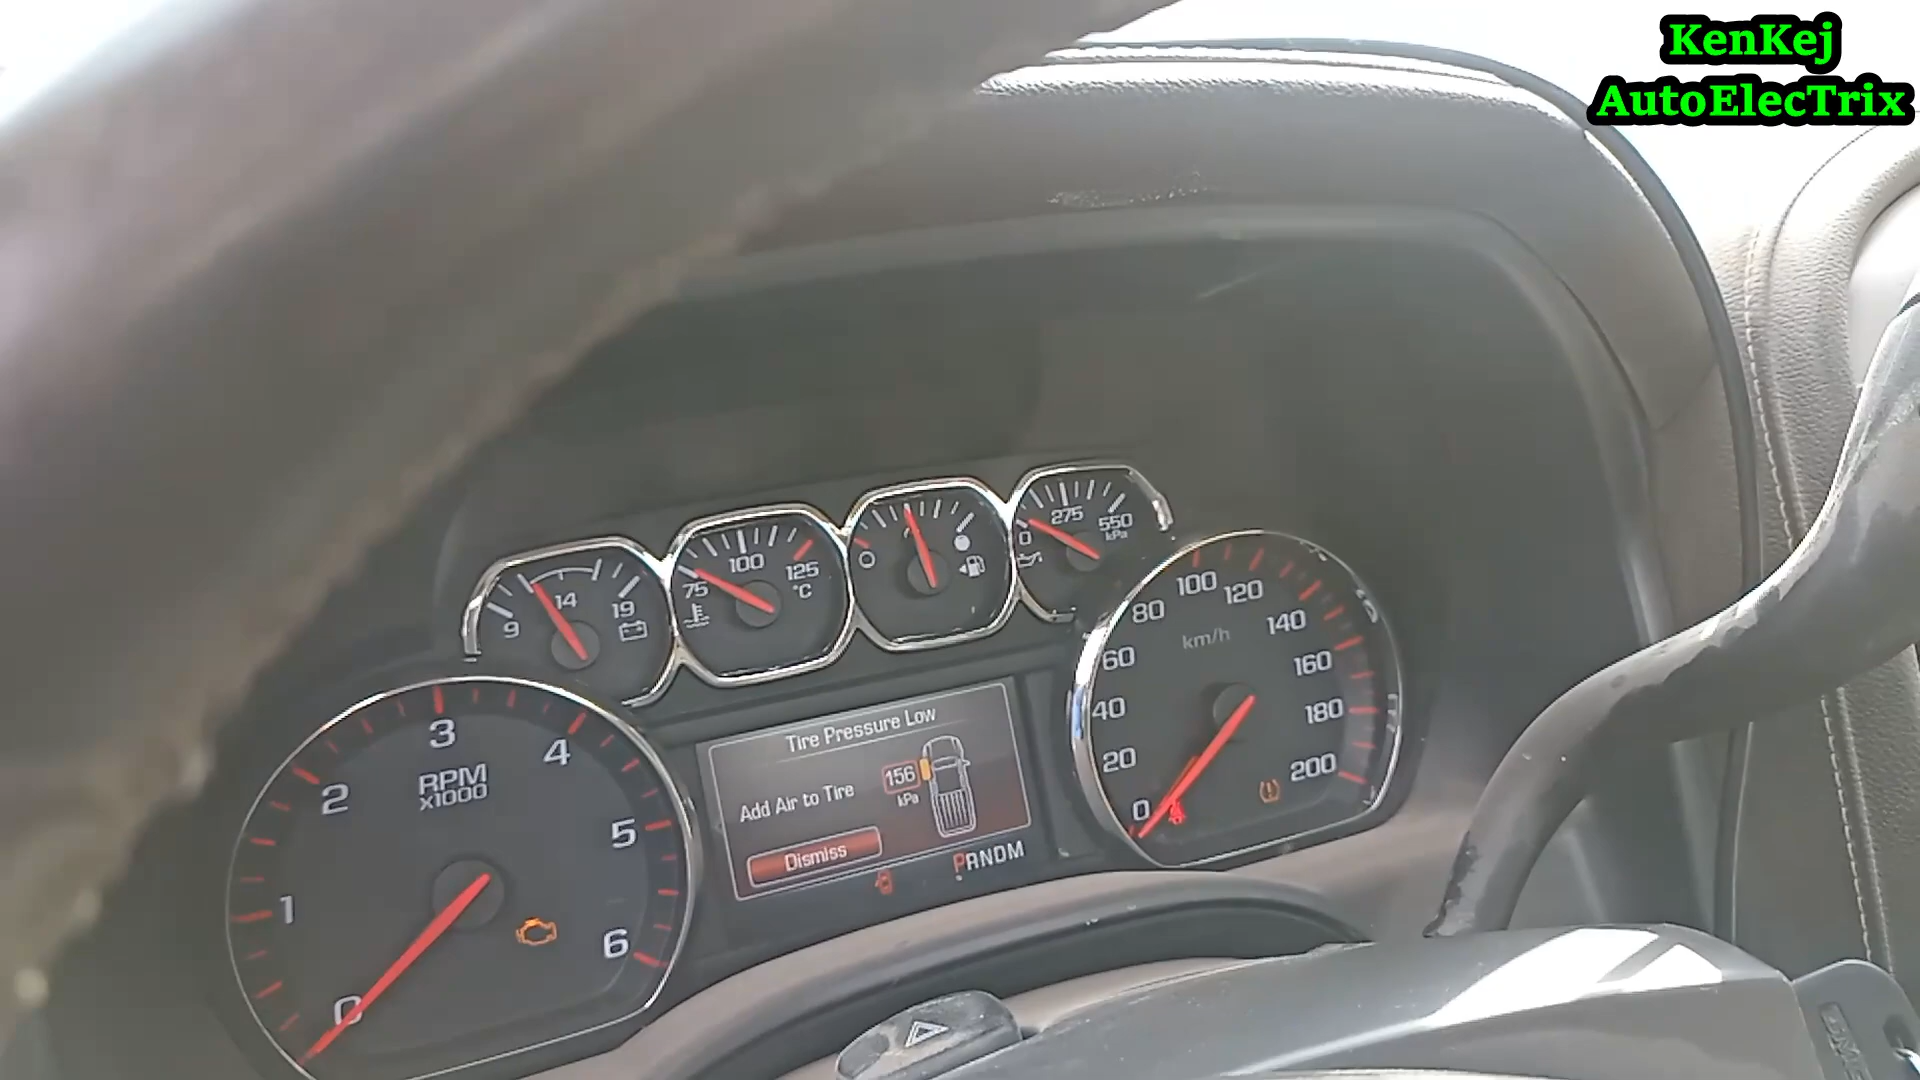 KenKej
AutoElecTrix
9
14
19
75
100
125
°C
0
275
550
kPa
RPM
x1000
0
1
2
3
4
5
6
Tire Pressure Low
Add Air to Tire
156
kPa
Dismiss
PRNDM
km/h
0
20
40
60
80
100
120
140
160
180
200